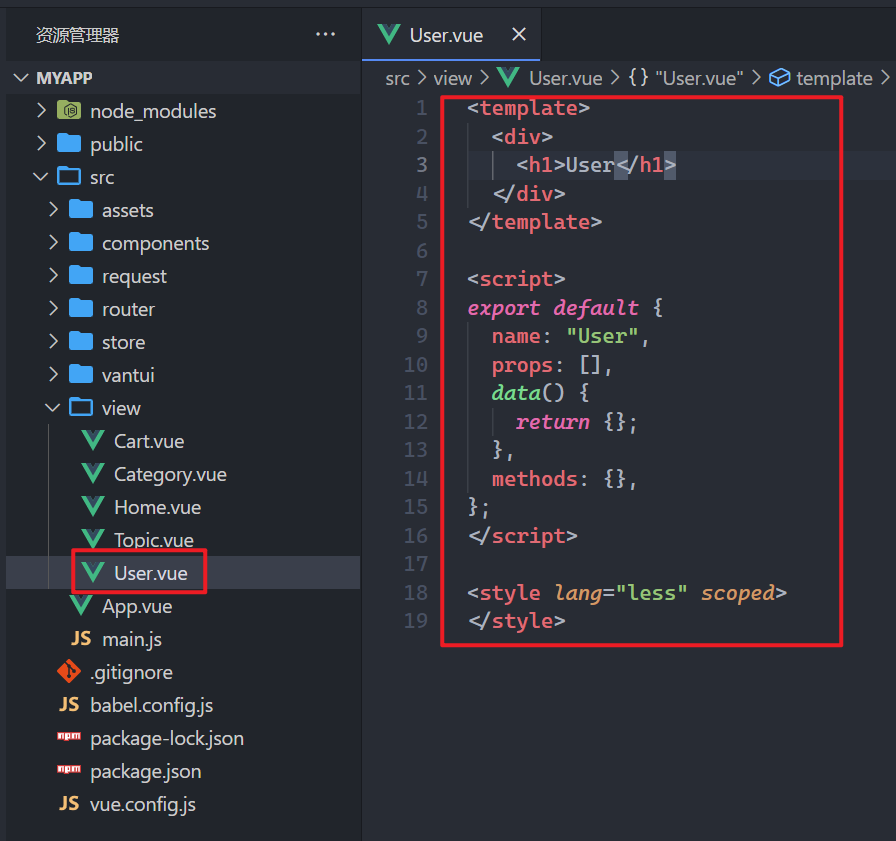 资源管理器
···
MYAPP
node_modules
public
src
assets
components
request
router
store
vantui
view
Cart.vue
Category.vue
Home.vue
Topic.vue
User.vue
App.vue
JS main.js
.gitignore
JS babel.config.js
npm package-lock.json
npm package.json
JS vue.config.js
User.vue
src > view > User.vue > {} "User.vue" > template >
1 <template>
2 <div>
3 <h1>User</h1>
4 </div>
5 </template>
6
7 <script>
8 export default {
9 name: "User",
10 props: [],
11 data() {
12 return {};
13 },
14 methods: {},
15 };
16 </script>
17
18 <style lang="less" scoped>
19 </style>